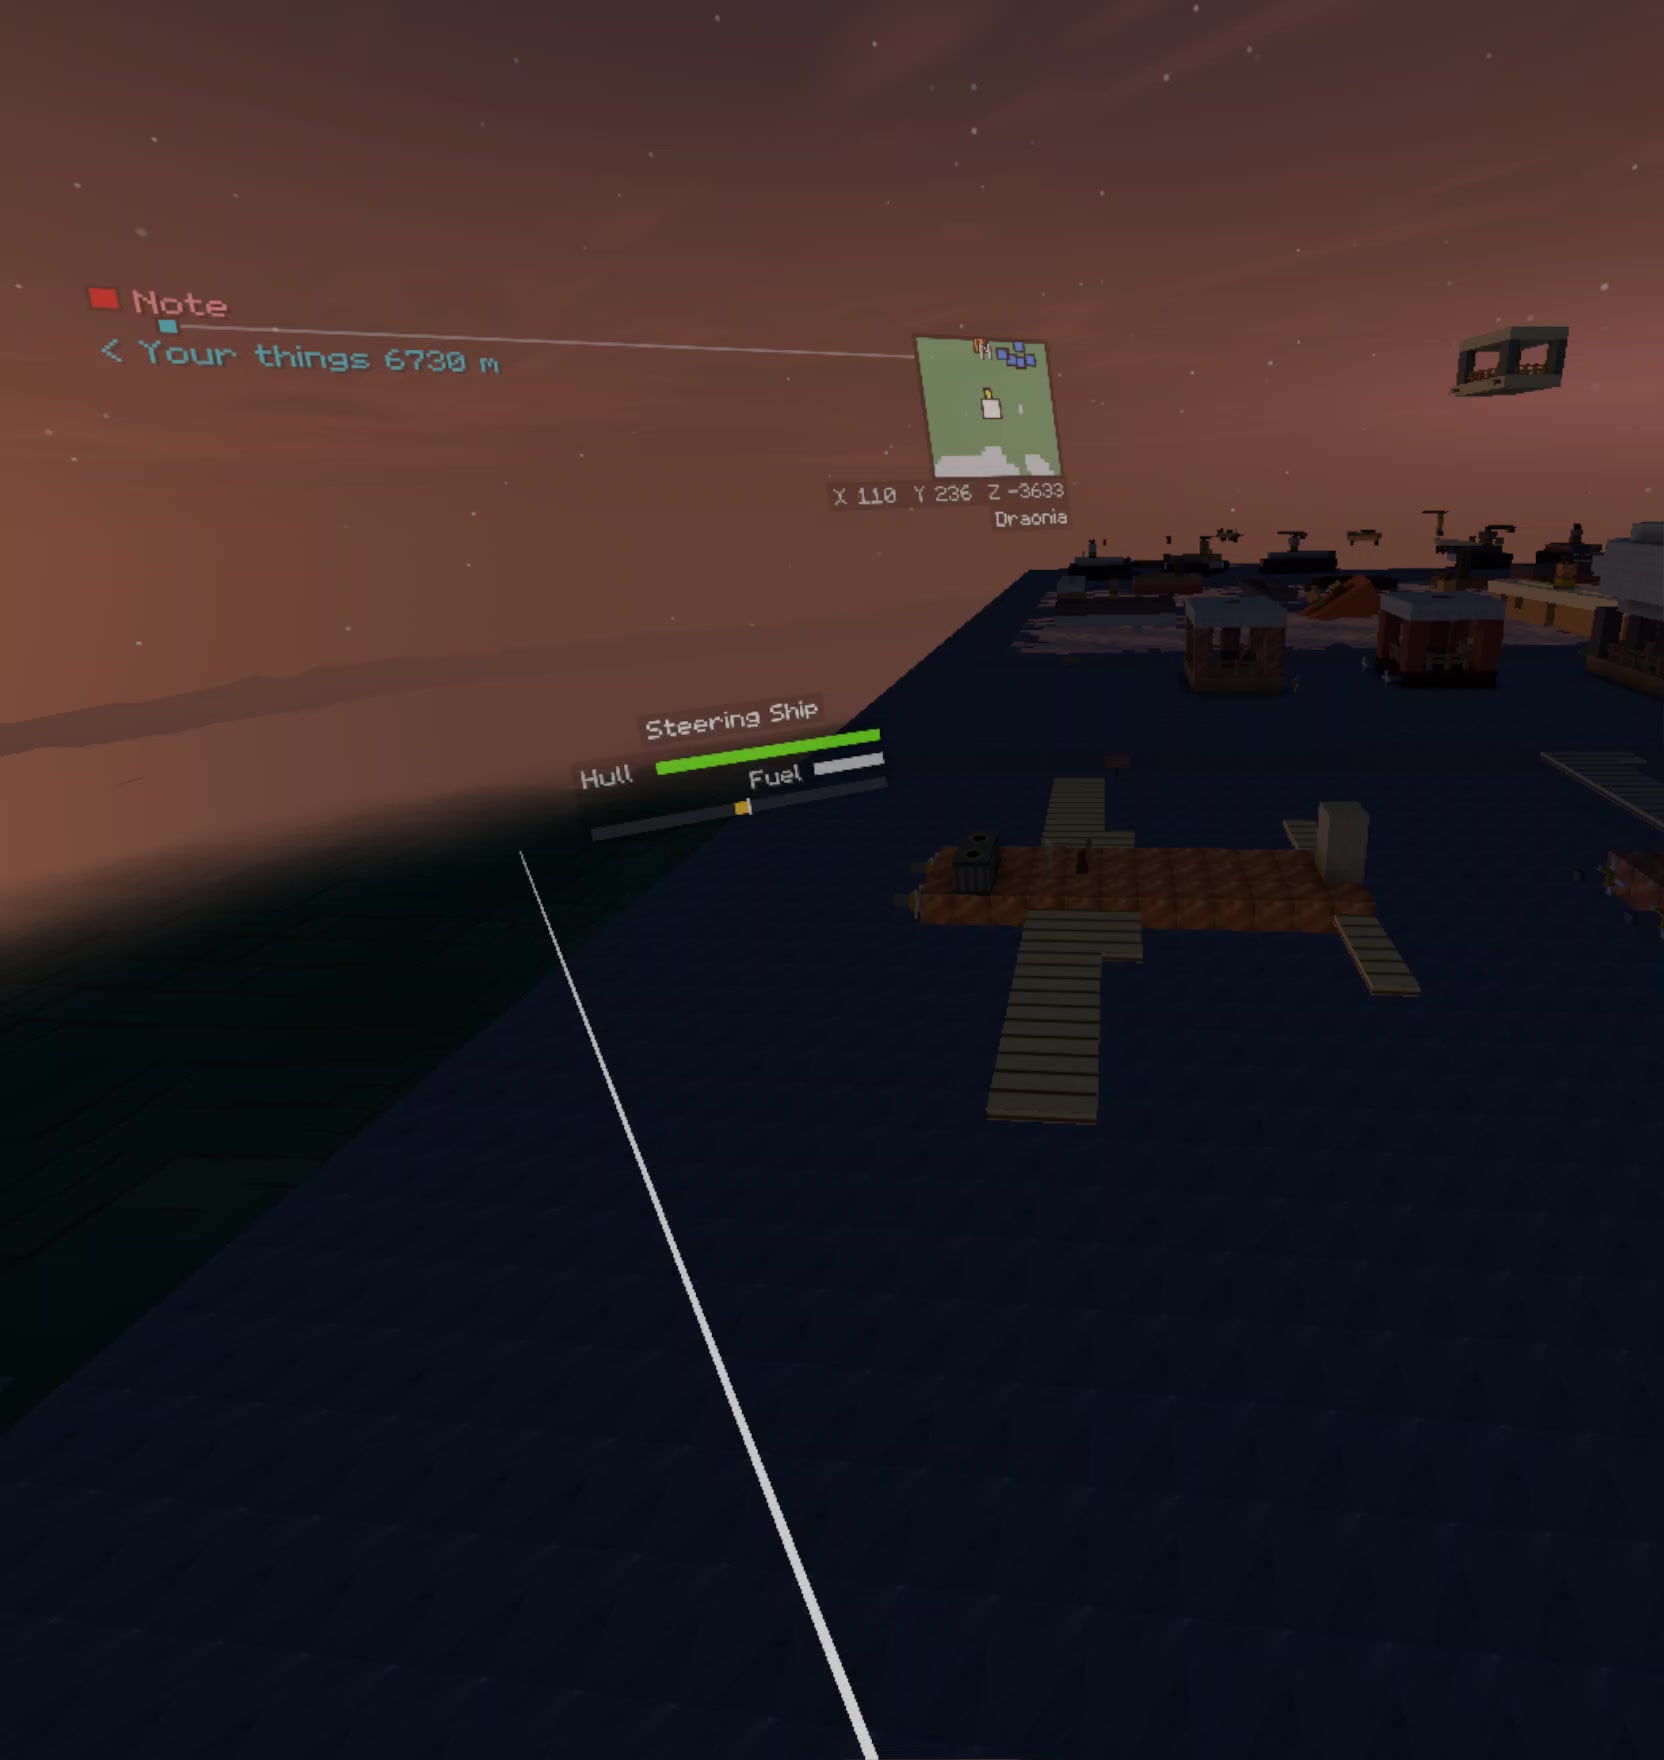 Note
< Your things 6730 m
N
X 110 Y 236 Z -3633
Draonia
Steering Ship
Hull
Fuel